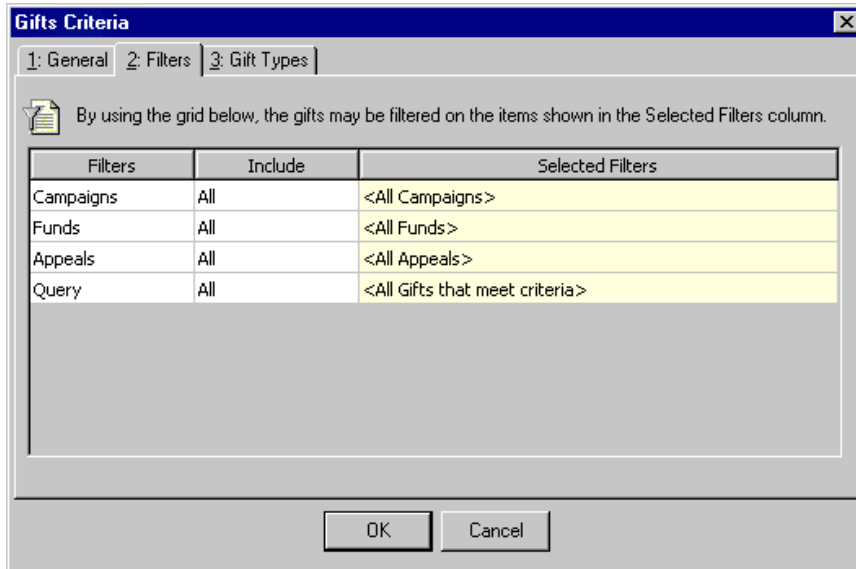 Gifts Criteria
1: General 2: Filters 3: Gift Types
By using the grid below, the gifts may be filtered on the items shown in the Selected Filters column.
Filters Include Selected Filters
Campaigns All <All Campaigns>
Funds All <All Funds>
Appeals All <All Appeals>
Query All <All Gifts that meet criteria>
OK Cancel